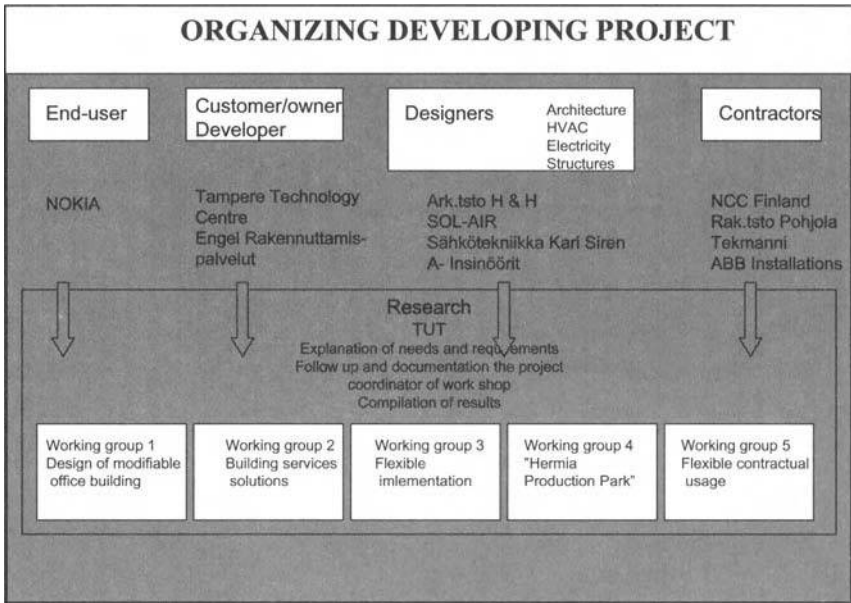 ORGANIZING DEVELOPING PROJECT
End-user
Customer/owner
Developer
Designers
Architecture
HVAC
Electricity
Structures
Contractors
NOKIA
Tampere Technology
Centre
Engel Rakennuttamis-
palvelut
Ark.tsto H & H
SOL-AIR
Sähkötekniikka Karl Siren
A- Insinöörit
NCC Finland
Rak.tsto Pohjola
Tekmanni
ABB Installations
Research
TUT
Explanation of needs and requirements
Follow up and documentation the project
coordinator of work shop
Compilation of results
Working group 1
Design of modifiable
office building
Working group 2
Building services
solutions
Working group 3
Flexible
imlementation
Working group 4
"Hermia
Production Park"
Working group 5
Flexible contractual
usage